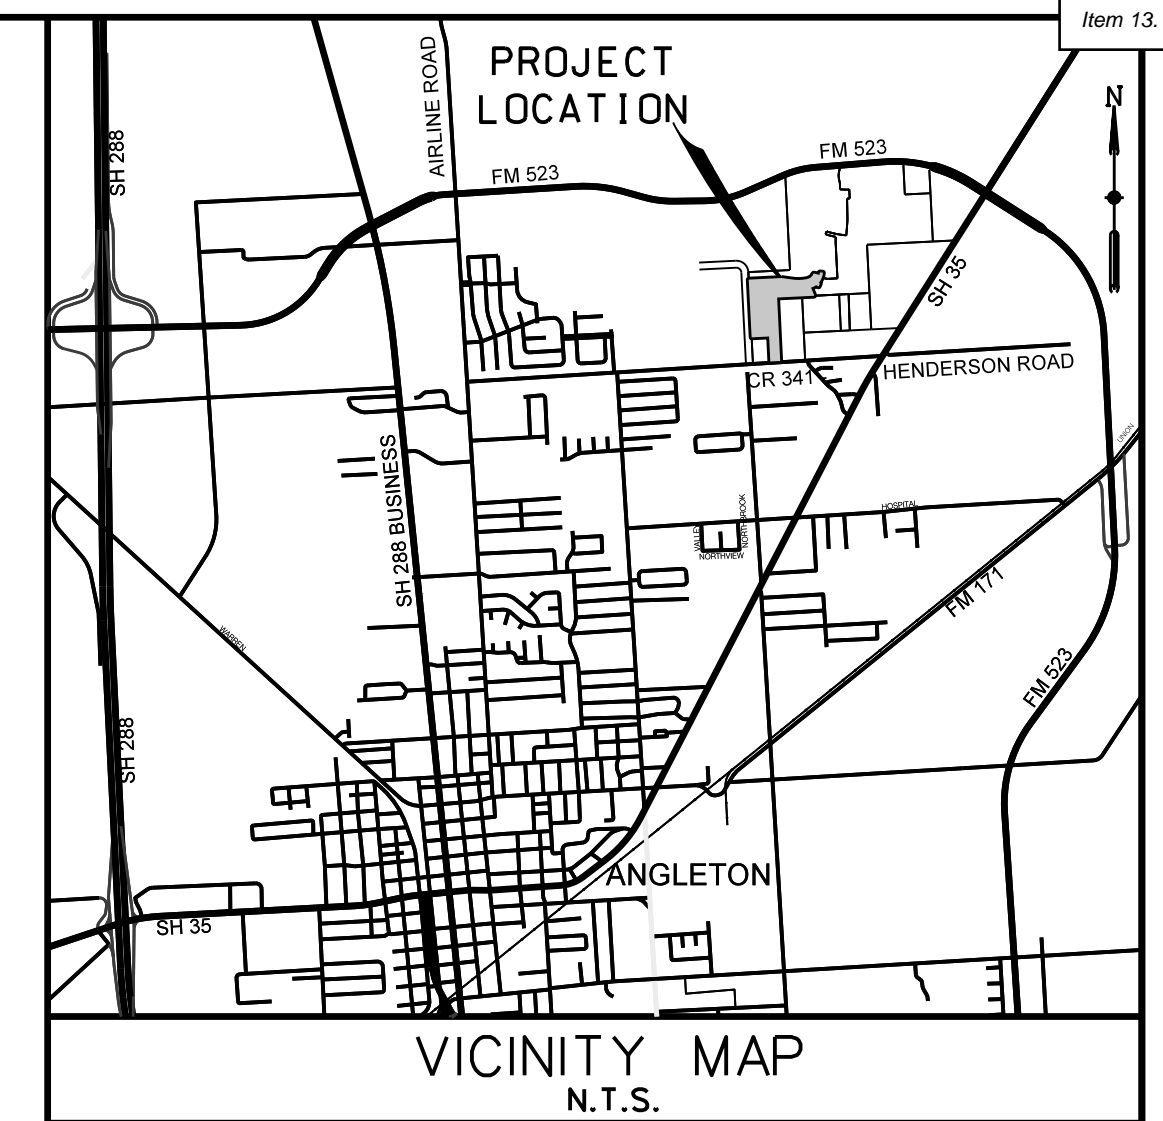 Item 13.
PROJECT
LOCATION
N
AIRLINE ROAD
SH 288
FM 523
FM 523
SH 35
CR 341
HENDERSON ROAD
UNION
SH 288 BUSINESS
VALLEY
NORTHBROOK
NORTHVIEW
HOSPITAL
FM 171
WARREN
FM 523
SH 288
ANGLETON
SH 35
VICINITY MAP
N.T.S.